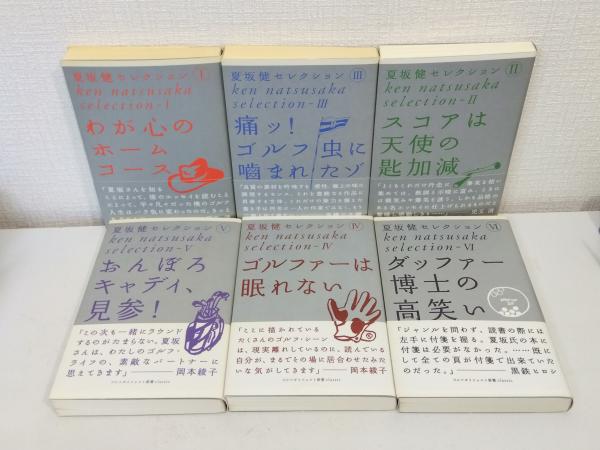 夏坂健セレクション I
ken natsusaka
selection-I
わが心の
ホーム
コース
「夏坂さんを知る
夏坂健セレクション III
ken natsusaka
selection-III
痛ッ！
ゴルフ虫に
噛まれたゾ
夏坂健セレクション II
ken natsusaka
selection-II
スコアは
天使の
匙加減
夏坂健セレクション V
ken natsusaka
selection-V
おんぼろ
キャディ、
見参！
「この次も一緒にラウンド
するのがたまらない。夏坂
さんは、わたしのゴルフ・
ライフの、素敵なパートナーに
思えてきます」——岡本綾子
夏坂健セレクション IV
ken natsusaka
selection-IV
ゴルファーは
眠れない
「ここに描かれている
たくさんのゴルフ・シーン
は、現実離れしているのに、読んでいる
自分が、まるでその場に居合わせたみた
いな気がしてきます」——岡本綾子
夏坂健セレクション VI
ken natsusaka
selection-VI
ダッファー
博士の
高笑い
「ジャンルを問わず、読書の際には
左手に付箋を握る。夏坂氏の本に
付箋は必要がなかった。……既に
して全ての頁が付箋で出来ていた
のだった。」——黒鉄ヒロシ